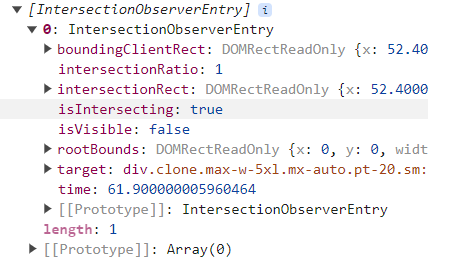 [IntersectionObserverEntry] i
0: IntersectionObserverEntry
boundingClientRect: DOMRectReadOnly {x: 52.40
intersectionRatio: 1
intersectionRect: DOMRectReadOnly {x: 52.4000
isIntersecting: true
isVisible: false
rootBounds: DOMRectReadOnly {x: 0, y: 0, widt
target: div.clone.max-w-5xl.mx-auto.pt-20.sm:
time: 61.900000005960464
[[Prototype]]: IntersectionObserverEntry
length: 1
[[Prototype]]: Array(0)